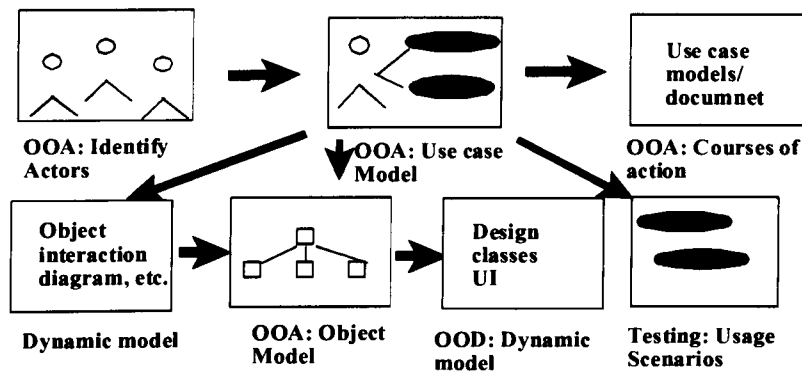 Use case
models/
documnet
OOA: Identify
Actors
OOA: Use case
Model
OOA: Courses of
action
Object
interaction
diagram, etc.
Design
classes
UI
Dynamic model
OOA: Object
Model
OOD: Dynamic
model
Testing: Usage
Scenarios